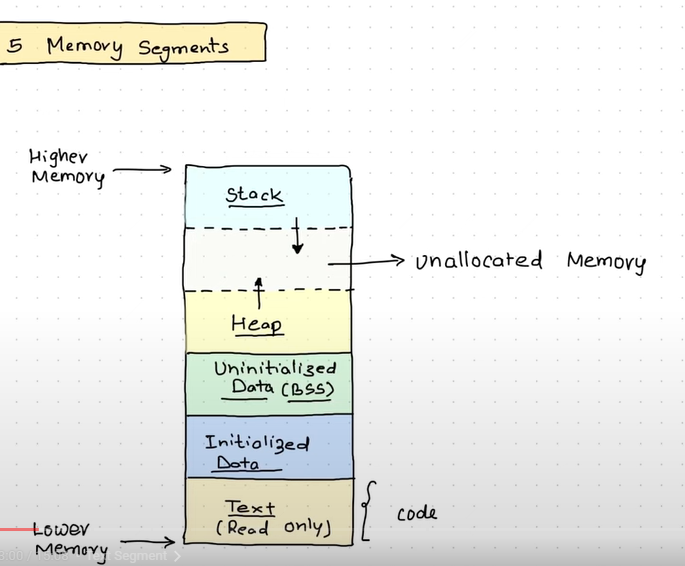 5 Memory Segments
Higher
Memory
Stack
unallocated Memory
Heap
Uninitialized
Data (BSS)
Initialized
Data
Text
(Read only)
code
Lower
Memory
Segment